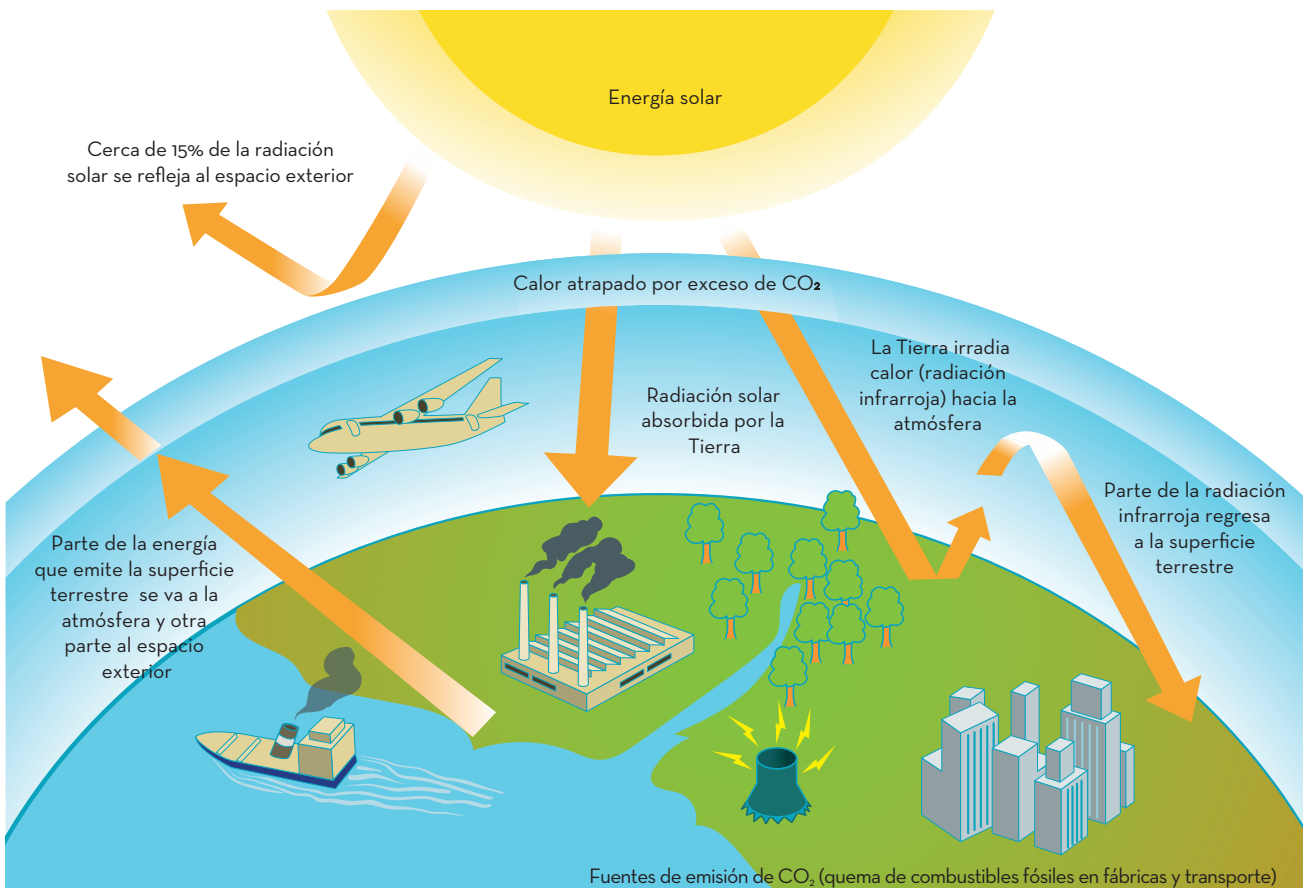 Energía solar
Cerca de 15% de la radiación
solar se refleja al espacio exterior
Calor atrapado por exceso de CO₂
La Tierra irradia
calor (radiación
infrarroja) hacia la
atmósfera
Radiación solar
absorbida por la
Tierra
Parte de la radiación
infrarroja regresa
a la superficie
terrestre
Parte de la energía
que emite la superficie
terrestre se va a la
atmósfera y otra
parte al espacio
exterior
Fuentes de emisión de CO₂ (quema de combustibles fósiles en fábricas y transporte)